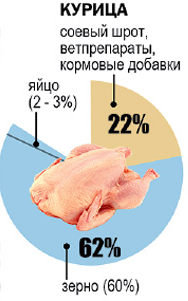 КУРИЦА
соевый шрот,
ветпрепараты,
кормовые добавки
яйцо
(2 - 3%)
22%
62%
зерно (60%)